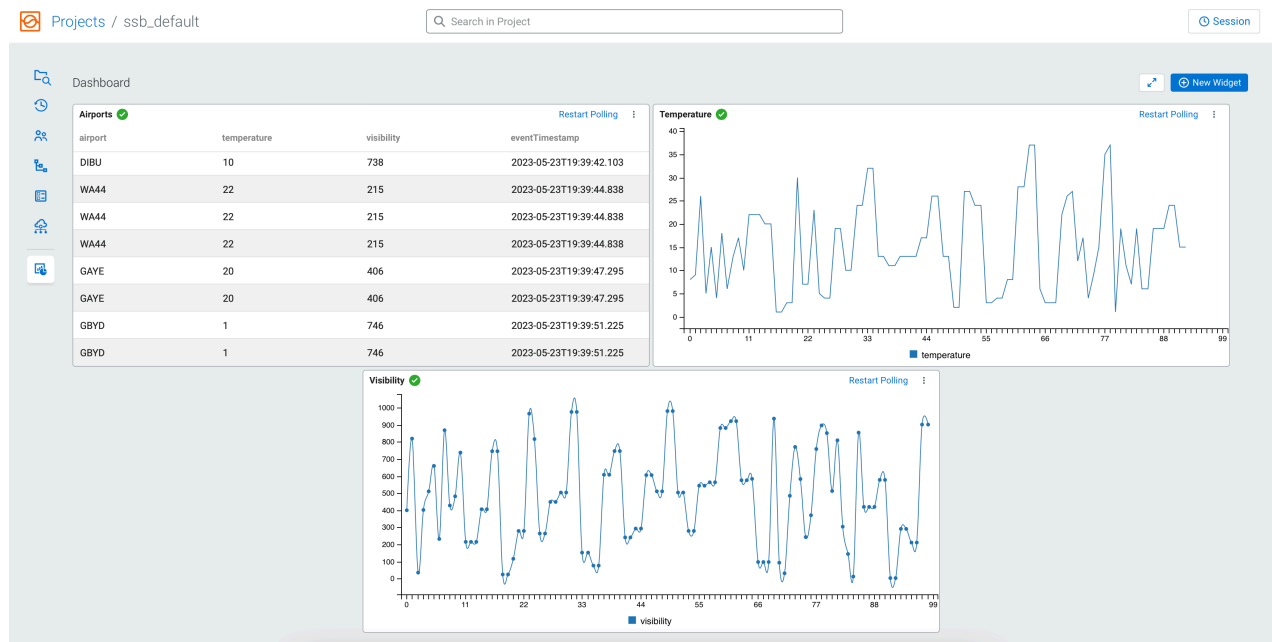 Projects / ssb_default
Search in Project
Session
Dashboard
New Widget
Airports
Restart Polling
airport temperature visibility eventTimestamp
DIBU 10 738 2023-05-23T19:39:42.103
WA44 22 215 2023-05-23T19:39:44.838
WA44 22 215 2023-05-23T19:39:44.838
WA44 22 215 2023-05-23T19:39:44.838
GAYE 20 406 2023-05-23T19:39:47.295
GAYE 20 406 2023-05-23T19:39:47.295
GBYD 1 746 2023-05-23T19:39:51.225
GBYD 1 746 2023-05-23T19:39:51.225
Temperature
Restart Polling
40
35
30
25
20
15
10
5
0
0 11 22 33 44 55 66 77 88 99
temperature
Visibility
Restart Polling
1000
900
800
700
600
500
400
300
200
100
0
0 11 22 33 44 55 66 77 88 99
visibility